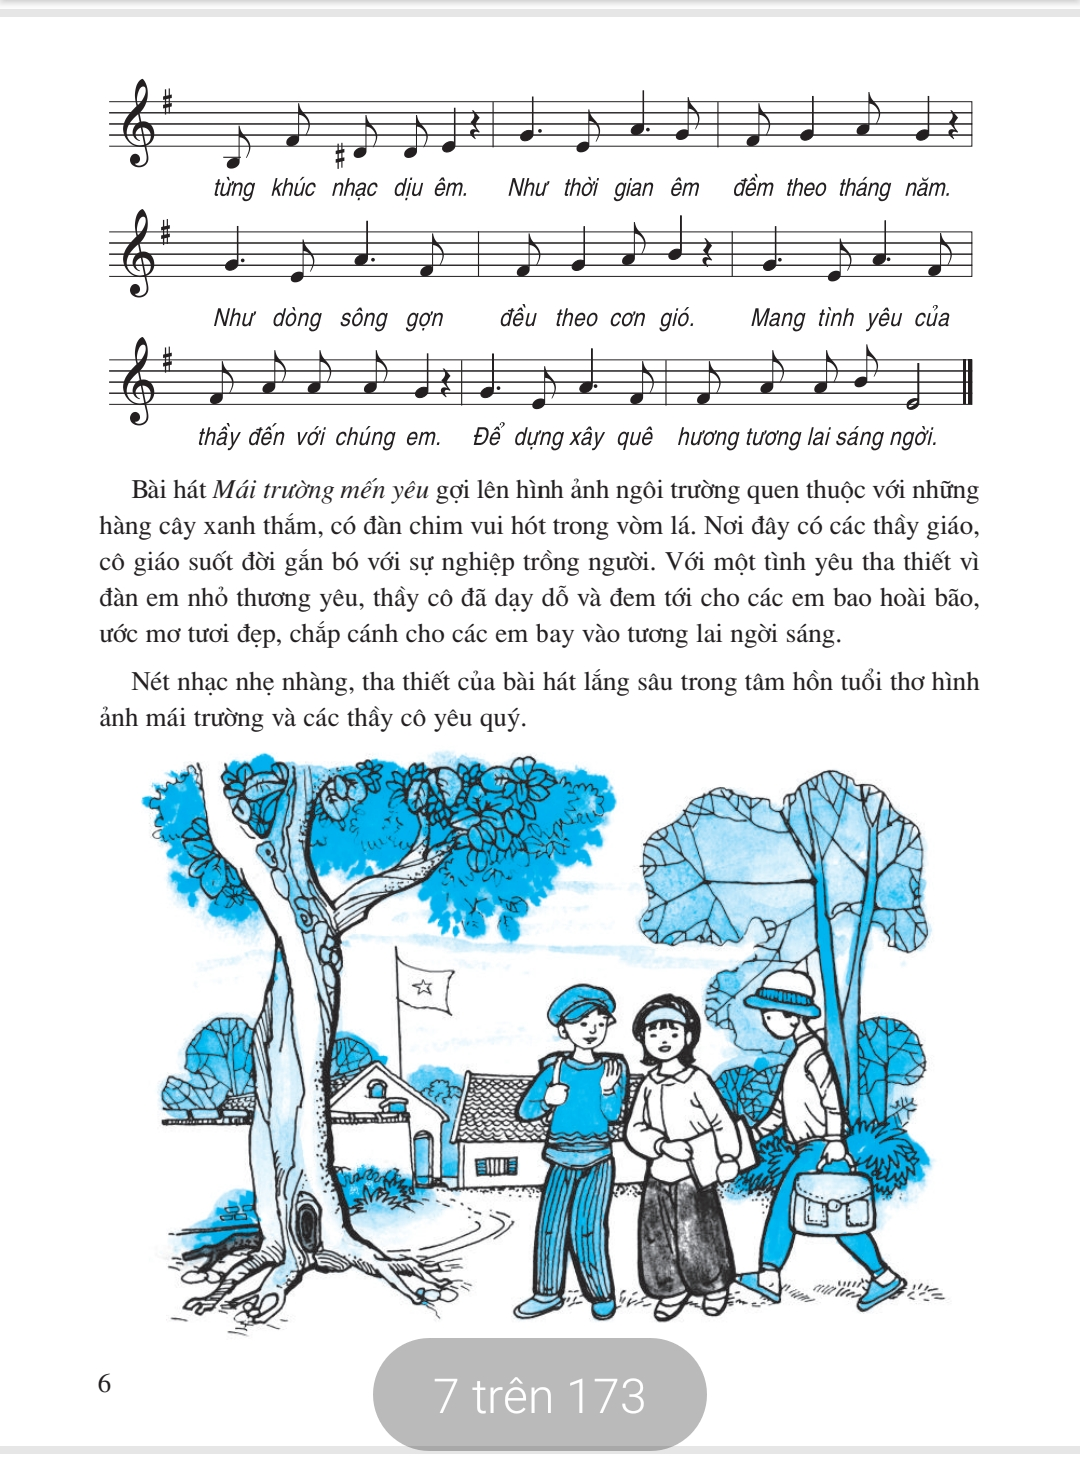 từng khúc nhạc dịu êm. Như thời gian êm đềm theo tháng năm.
Như dòng sông gợn đều theo cơn gió. Mang tình yêu của
thầy đến với chúng em. Để dựng xây quê hương tương lai sáng ngời.
Bài hát Mái trường mến yêu gợi lên hình ảnh ngôi trường quen thuộc với những
hàng cây xanh thắm, có đàn chim vui hót trong vòm lá. Nơi đây có các thầy giáo,
cô giáo suốt đời gắn bó với sự nghiệp trồng người. Với một tình yêu tha thiết vì
đàn em nhỏ thương yêu, thầy cô đã dạy dỗ và đem tới cho các em bao hoài bão,
ước mơ tươi đẹp, chắp cánh cho các em bay vào tương lai ngời sáng.
Nét nhạc nhẹ nhàng, tha thiết của bài hát lắng sâu trong tâm hồn tuổi thơ hình
ảnh mái trường và các thầy cô yêu quý.
6
7 trên 173